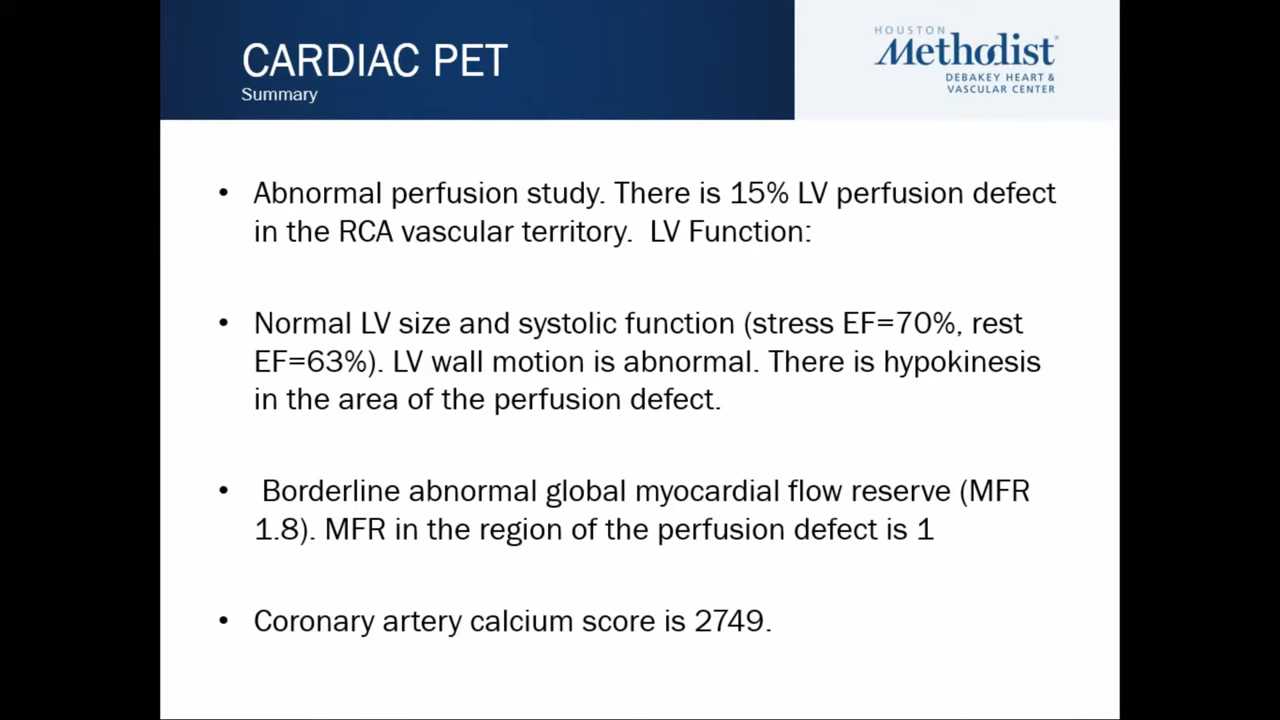 CARDIAC PET
Summary
HOUSTON
Methodist
DEBAKEY HEART &
VASCULAR CENTER
• Abnormal perfusion study. There is 15% LV perfusion defect
in the RCA vascular territory.  LV Function:
• Normal LV size and systolic function (stress EF=70%, rest
EF=63%). LV wall motion is abnormal. There is hypokinesis
in the area of the perfusion defect.
•  Borderline abnormal global myocardial flow reserve (MFR
1.8). MFR in the region of the perfusion defect is 1
• Coronary artery calcium score is 2749.